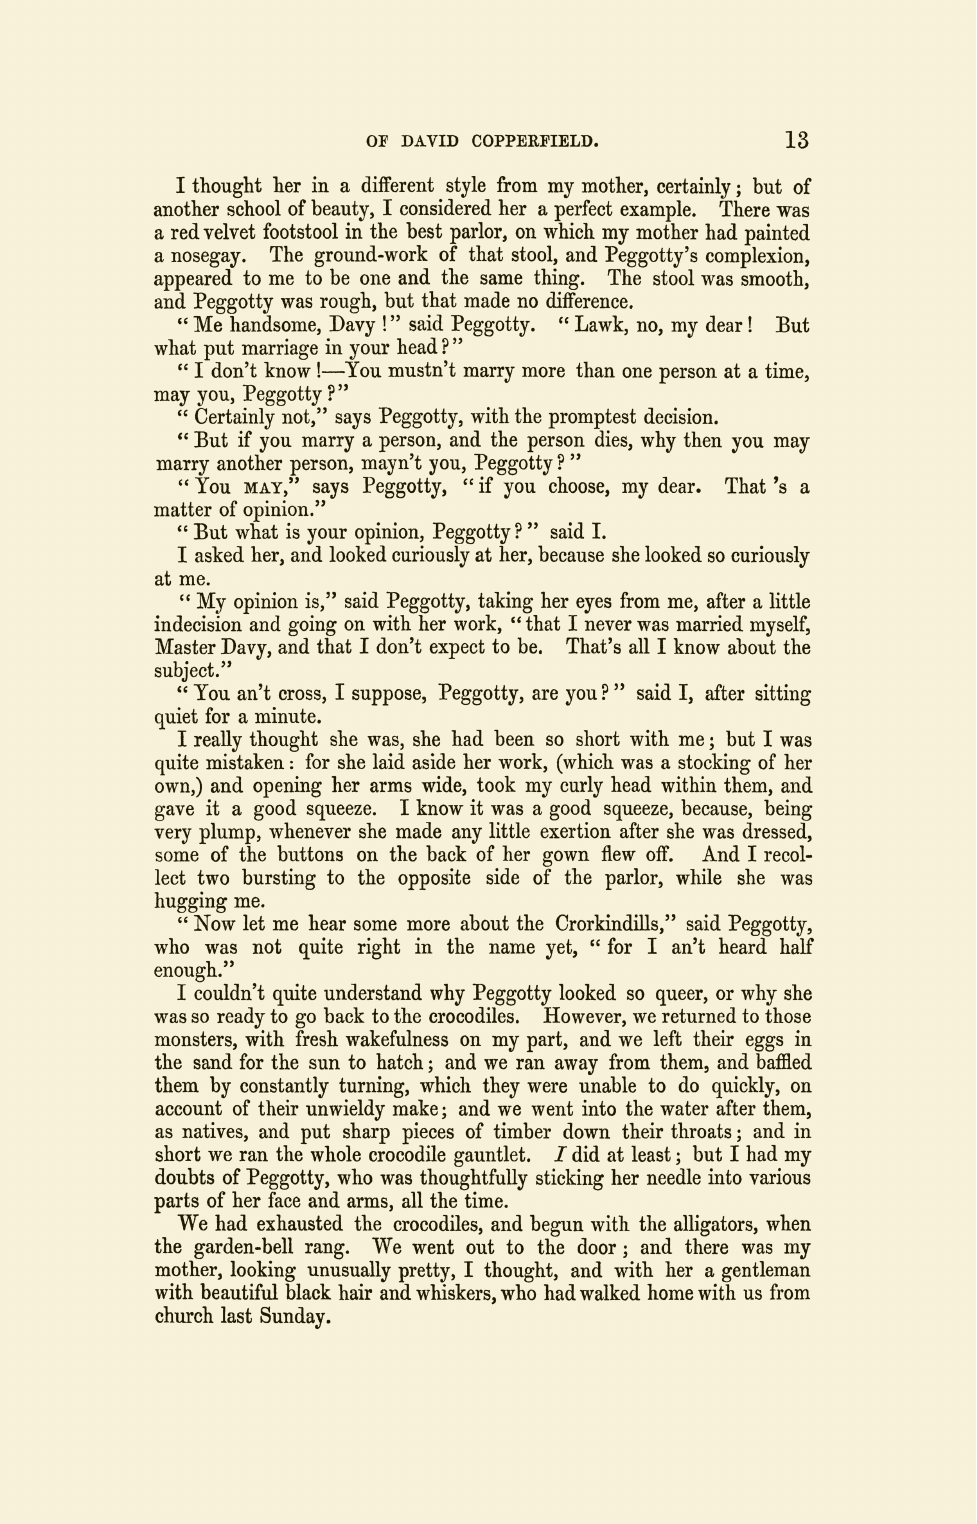 OF DAVID COPPERFIELD. 13
I thought her in a different style from my mother, certainly; but of
another school of beauty, I considered her a perfect example. There was
a red velvet footstool in the best parlor, on which my mother had painted
a nosegay. The ground-work of that stool, and Peggotty's complexion,
appeared to me to be one and the same thing. The stool was smooth,
and Peggotty was rough, but that made no difference.
"Me handsome, Davy!" said Peggotty. "Lawk, no, my dear! But
what put marriage in your head?"
"I don't know!—You mustn't marry more than one person at a time,
may you, Peggotty?"
"Certainly not," says Peggotty, with the promptest decision.
"But if you marry a person, and the person dies, why then you may
marry another person, mayn't you, Peggotty?"
"You MAY," says Peggotty, "if you choose, my dear. That 's a
matter of opinion."
"But what is your opinion, Peggotty?" said I.
I asked her, and looked curiously at her, because she looked so curiously
at me.
"My opinion is," said Peggotty, taking her eyes from me, after a little
indecision and going on with her work, "that I never was married myself,
Master Davy, and that I don't expect to be. That's all I know about the
subject."
"You an't cross, I suppose, Peggotty, are you?" said I, after sitting
quiet for a minute.
I really thought she was, she had been so short with me; but I was
quite mistaken: for she laid aside her work, (which was a stocking of her
own,) and opening her arms wide, took my curly head within them, and
gave it a good squeeze. I know it was a good squeeze, because, being
very plump, whenever she made any little exertion after she was dressed,
some of the buttons on the back of her gown flew off. And I recol-
lect two bursting to the opposite side of the parlor, while she was
hugging me.
"Now let me hear some more about the Crorkindills," said Peggotty,
who was not quite right in the name yet, "for I an't heard half
enough."
I couldn't quite understand why Peggotty looked so queer, or why she
was so ready to go back to the crocodiles. However, we returned to those
monsters, with fresh wakefulness on my part, and we left their eggs in
the sand for the sun to hatch; and we ran away from them, and baffled
them by constantly turning, which they were unable to do quickly, on
account of their unwieldy make; and we went into the water after them,
as natives, and put sharp pieces of timber down their throats; and in
short we ran the whole crocodile gauntlet. I did at least; but I had my
doubts of Peggotty, who was thoughtfully sticking her needle into various
parts of her face and arms, all the time.
We had exhausted the crocodiles, and begun with the alligators, when
the garden-bell rang. We went out to the door; and there was my
mother, looking unusually pretty, I thought, and with her a gentleman
with beautiful black hair and whiskers, who had walked home with us from
church last Sunday.